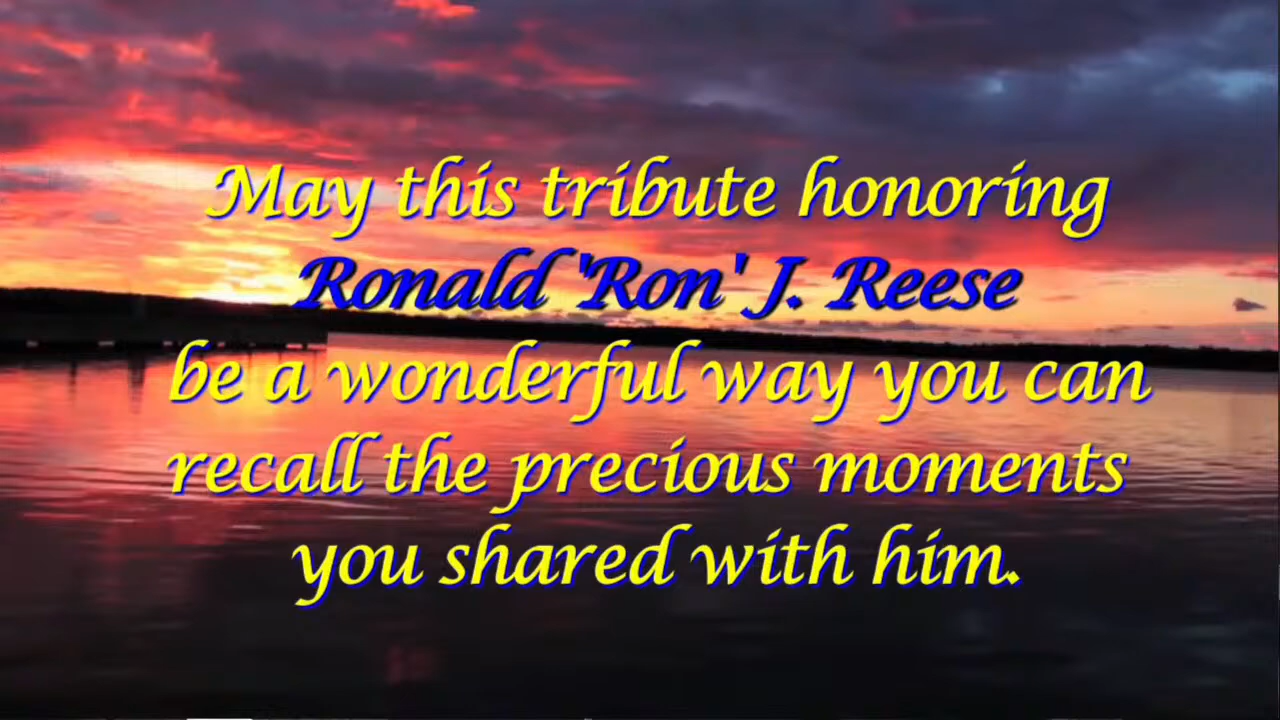 May this tribute honoring
Ronald 'Ron' J. Reese
be a wonderful way you can
recall the precious moments
you shared with him.